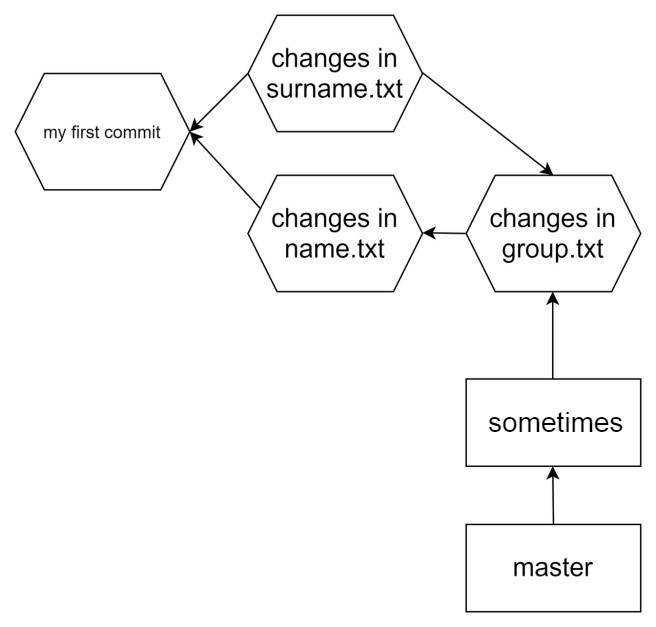 changes in
surname.txt
my first commit
changes in
name.txt
changes in
group.txt
sometimes
master